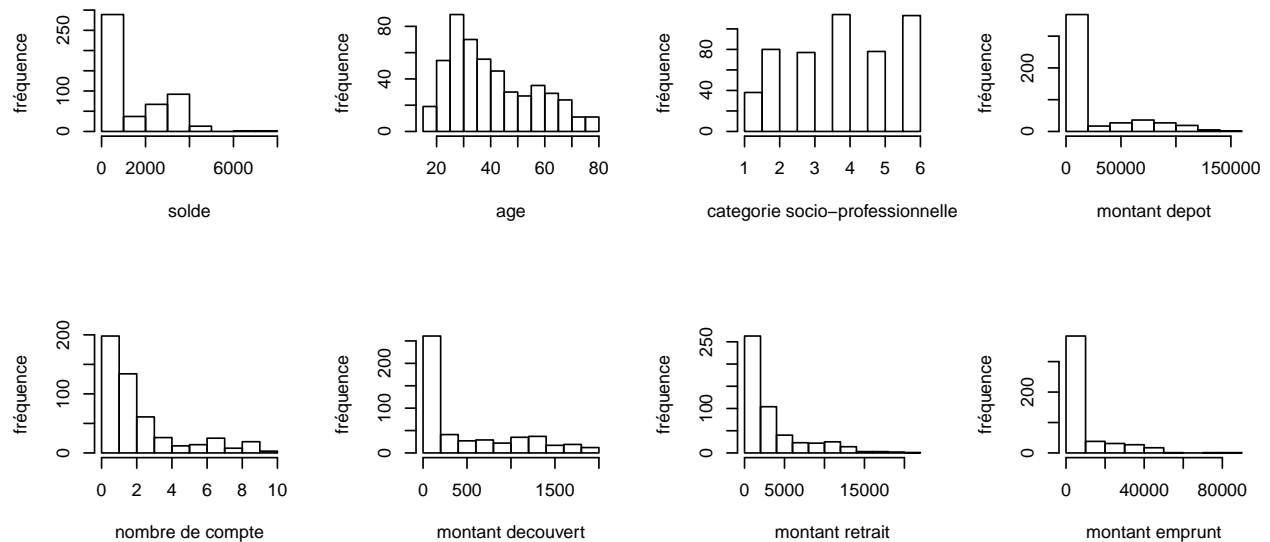 fréquence
0 100 250
0 2000 6000
solde
fréquence
0 40 80
20 40 60 80
age
fréquence
0 40 80
1 2 3 4 5 6
categorie socio−professionnelle
fréquence
0 200
0 50000 150000
montant depot
fréquence
0 100 200
0 2 4 6 8 10
nombre de compte
fréquence
0 100 200
0 500 1500
montant decouvert
fréquence
0 100 250
0 5000 15000
montant retrait
fréquence
0 200
0 40000 80000
montant emprunt